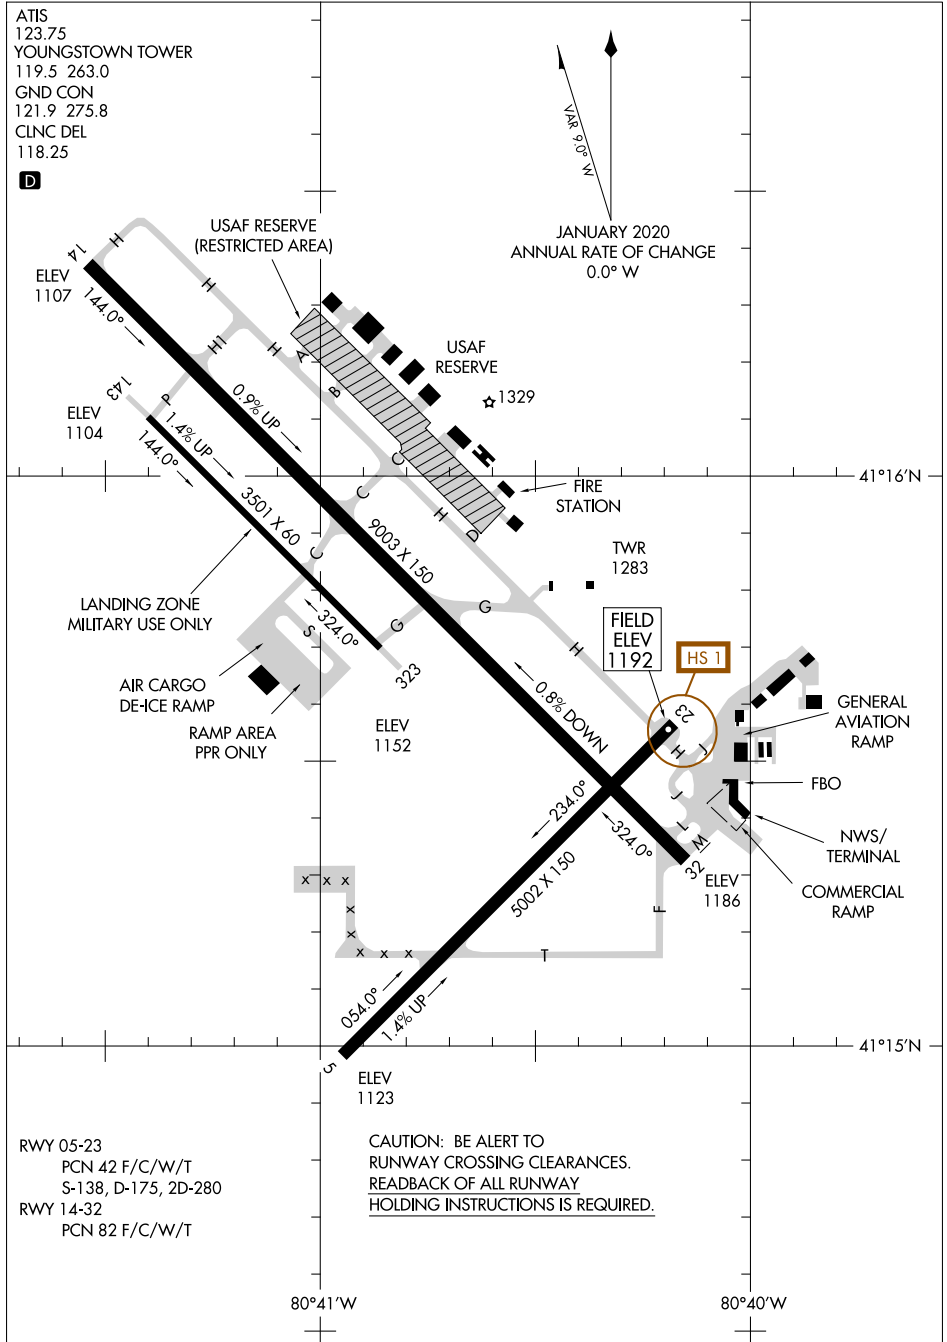 ATIS
123.75
YOUNGSTOWN TOWER
119.5 263.0
GND CON
121.9 275.8
CLNC DEL
118.25
D
VAR 9.0° W
JANUARY 2020
ANNUAL RATE OF CHANGE
0.0° W
USAF RESERVE
(RESTRICTED AREA)
14
H
ELEV
1107
144.0°
H
H1
H
A
B
USAF
RESERVE
1329
143
P
ELEV
1104
0.9% UP
1.4% UP
144.0°
C
C
41°16'N
FIRE
STATION
3501 X 60
9003 X 150
H
D
C
TWR
1283
LANDING ZONE
MILITARY USE ONLY
324.0°
S
G
G
H
FIELD
ELEV
1192
HS 1
323
AIR CARGO
DE-ICE RAMP
RAMP AREA
PPR ONLY
ELEV
1152
0.8% DOWN
23
H
J
GENERAL
AVIATION
RAMP
FBO
J
L
M
234.0°
324.0°
NWS/
TERMINAL
32
ELEV
1186
COMMERCIAL
RAMP
5002 X 150
F
x x x
x
x
x x x
T
054.0°
1.4% UP
41°15'N
5
ELEV
1123
RWY 05-23
PCN 42 F/C/W/T
S-138, D-175, 2D-280
RWY 14-32
PCN 82 F/C/W/T
CAUTION: BE ALERT TO
RUNWAY CROSSING CLEARANCES.
READBACK OF ALL RUNWAY
HOLDING INSTRUCTIONS IS REQUIRED.
80°41'W
80°40'W